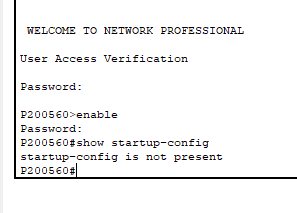 WELCOME TO NETWORK PROFESSIONAL
User Access Verification
Password:
P200560>enable
Password:
P200560#show startup-config
startup-config is not present
P200560#